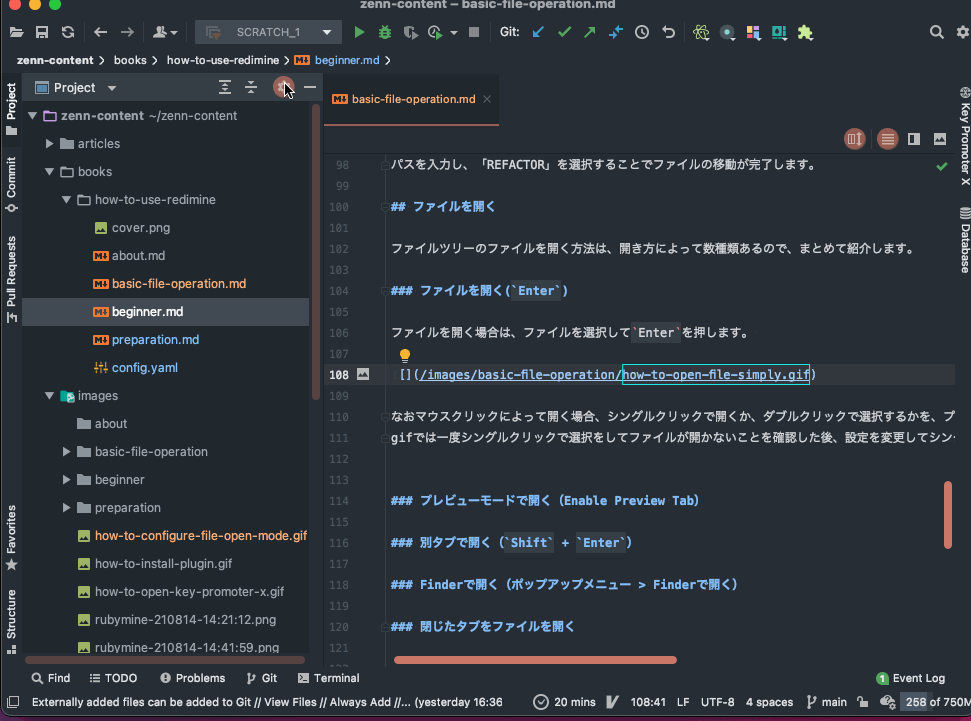 zenn-content – basic-file-operation.md
SCRATCH_1
Git:
zenn-content
books
how-to-use-redimine
beginner.md
Project
Project
basic-file-operation.md
zenn-content ~/zenn-content
articles
books
how-to-use-redimine
cover.png
about.md
basic-file-operation.md
beginner.md
preparation.md
config.yaml
images
about
basic-file-operation
beginner
preparation
how-to-configure-file-open-mode.gif
how-to-install-plugin.gif
how-to-open-key-promoter-x.gif
rubymine-210814-14:21:12.png
rubymine-210814-14:41:59.png
Commit
Pull Requests
Favorites
Structure
98 パスを入力し、「REFACTOR」を選択することでファイルの移動が完了します。
99
100 ## ファイルを開く
101
102 ファイルツリーのファイルを開く方法は、開き方によって数種類あるので、まとめて紹介します。
103
104 ### ファイルを開く(`Enter`)
105
106 ファイルを開く場合は、ファイルを選択して`Enter`を押します。
107
108 [](/images/basic-file-operation/how-to-open-file-simply.gif)
109
110 なおマウスクリックによって開く場合、シングルクリックで開くか、ダブルクリックで選択するかを、プ
111 gifでは一度シングルクリックで選択をしてファイルが開かないことを確認した後、設定を変更してシン
112
113
114 ### プレビューモードで開く（Enable Preview Tab）
115
116 ### 別タブで開く（`Shift` + `Enter`）
117
118 ### Finderで開く（ポップアップメニュー > Finderで開く）
119
120 ### 閉じたタブをファイルを開く
121
Key Promoter X
Database
Find
TODO
Problems
Git
Terminal
1 Event Log
Externally added files can be added to Git // View Files // Always Add //... (yesterday 16:36
20 mins
108:41
LF
UTF-8
4 spaces
main
258 of 750M